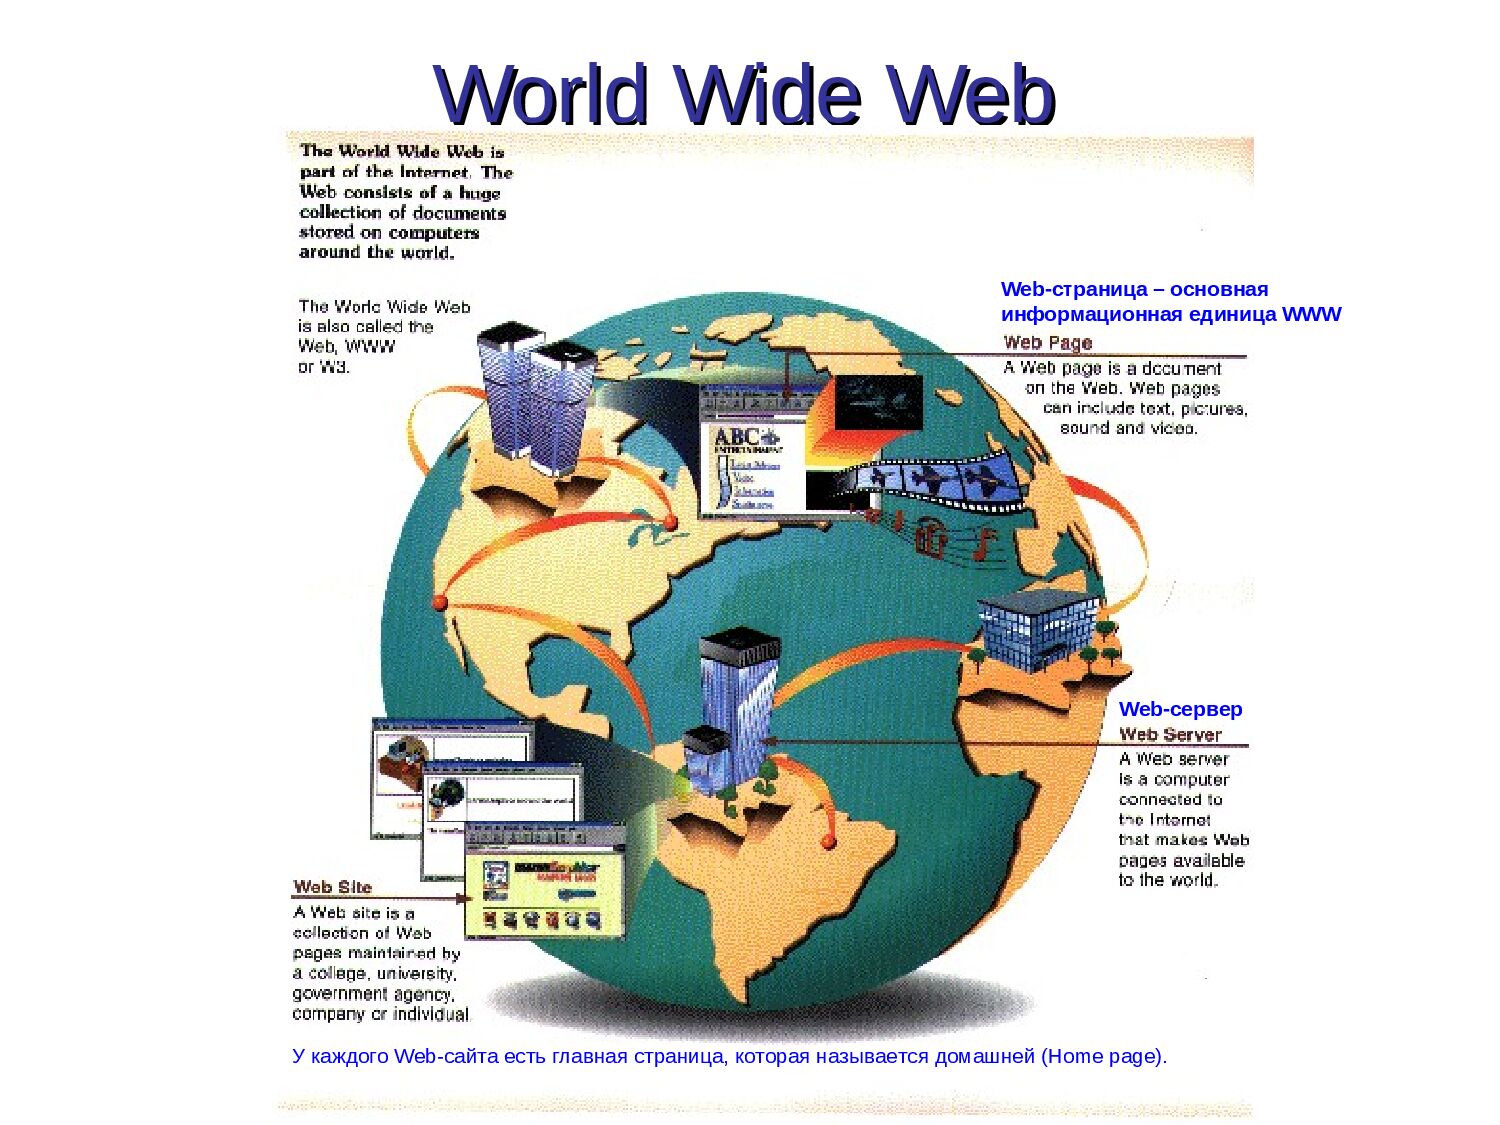 World Wide Web
The World Wide Web is
part of the Internet. The
Web consists of a huge
collection of documents
stored on computers
around the world.
The World Wide Web
is also called the
Web, WWW
or W3.
Web-страница – основная
информационная единица WWW
Web Page
A Web page is a document
on the Web. Web pages
can include text, pictures,
sound and video.
ABC
ENTERTAINMENT
Web-сервер
Web Server
A Web server
is a computer
connected to
the Internet
that makes Web
pages available
to the world.
Web Site
A Web site is a
collection of Web
pages maintained by
a college, university,
government agency,
company or individual
У каждого Web-сайта есть главная страница, которая называется домашней (Home page).